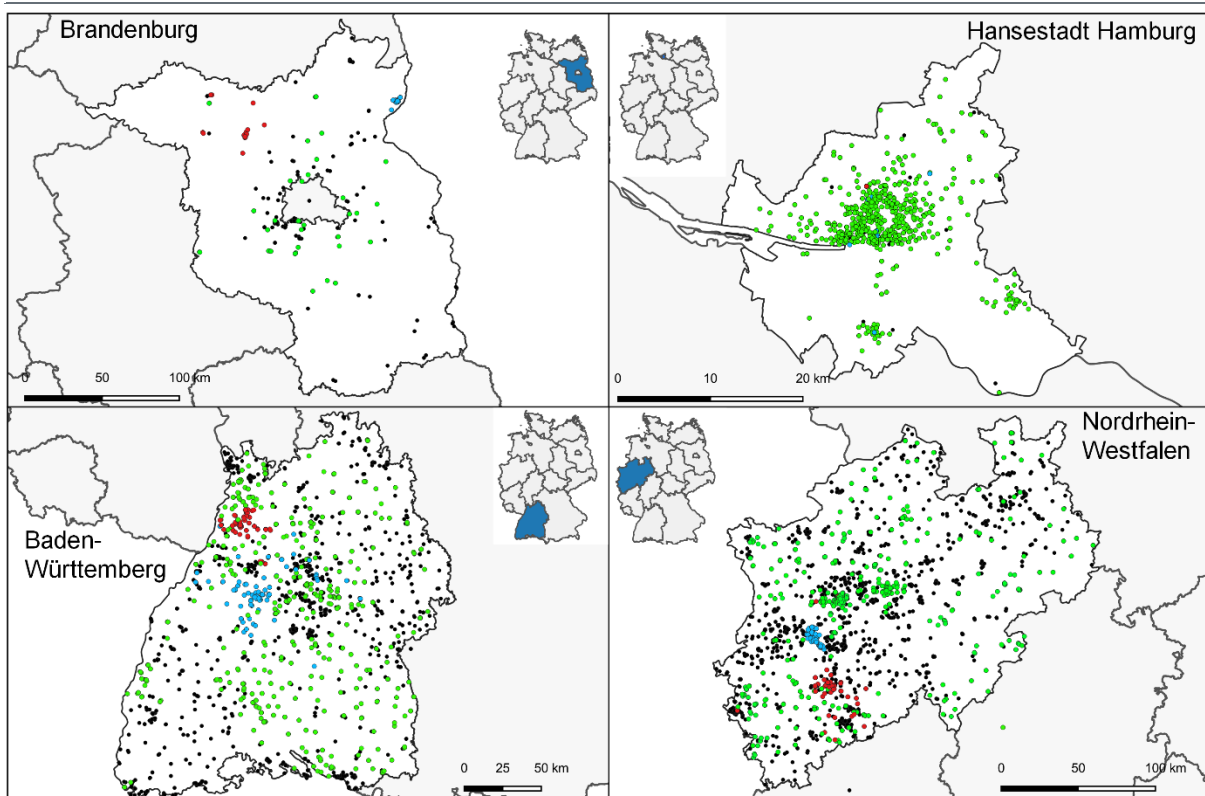 Brandenburg
0 50 100 km
Hansestadt Hamburg
0 10 20 km
Baden-
Württemberg
0 25 50 km
Nordrhein-
Westfalen
0 50 100 km